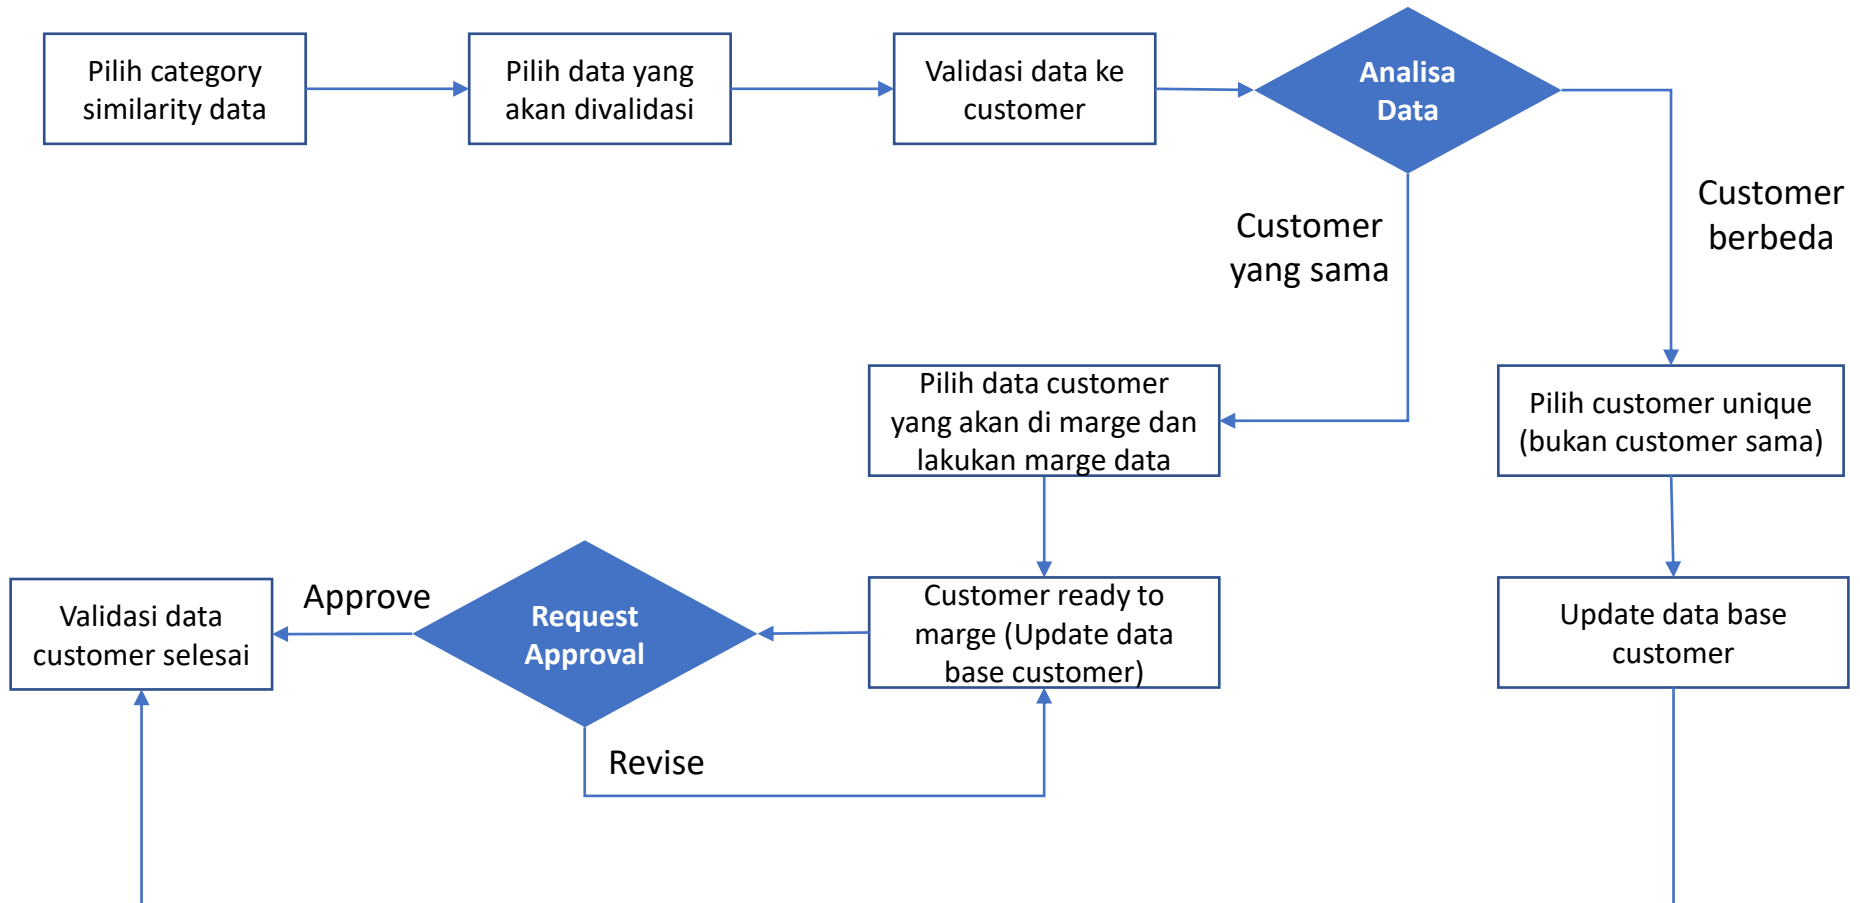 Pilih category
similarity data
Pilih data yang
akan divalidasi
Validasi data ke
customer
Analisa
Data
Customer
yang sama
Customer
berbeda
Pilih data customer
yang akan di marge dan
lakukan marge data
Pilih customer unique
(bukan customer sama)
Validasi data
customer selesai
Approve
Request
Approval
Customer ready to
marge (Update data
base customer)
Update data base
customer
Revise